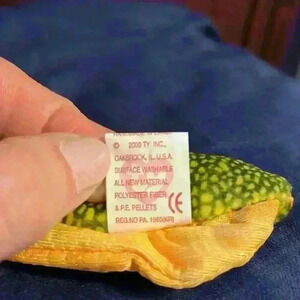 © 2000 TY INC.,
OAKBROOK, IL. U.S.A.
SURFACE WASHABLE
ALL NEW MATERIAL
POLYESTER FIBER
& P.E. PELLETS CE
REG.NO PA. 1965(KR)